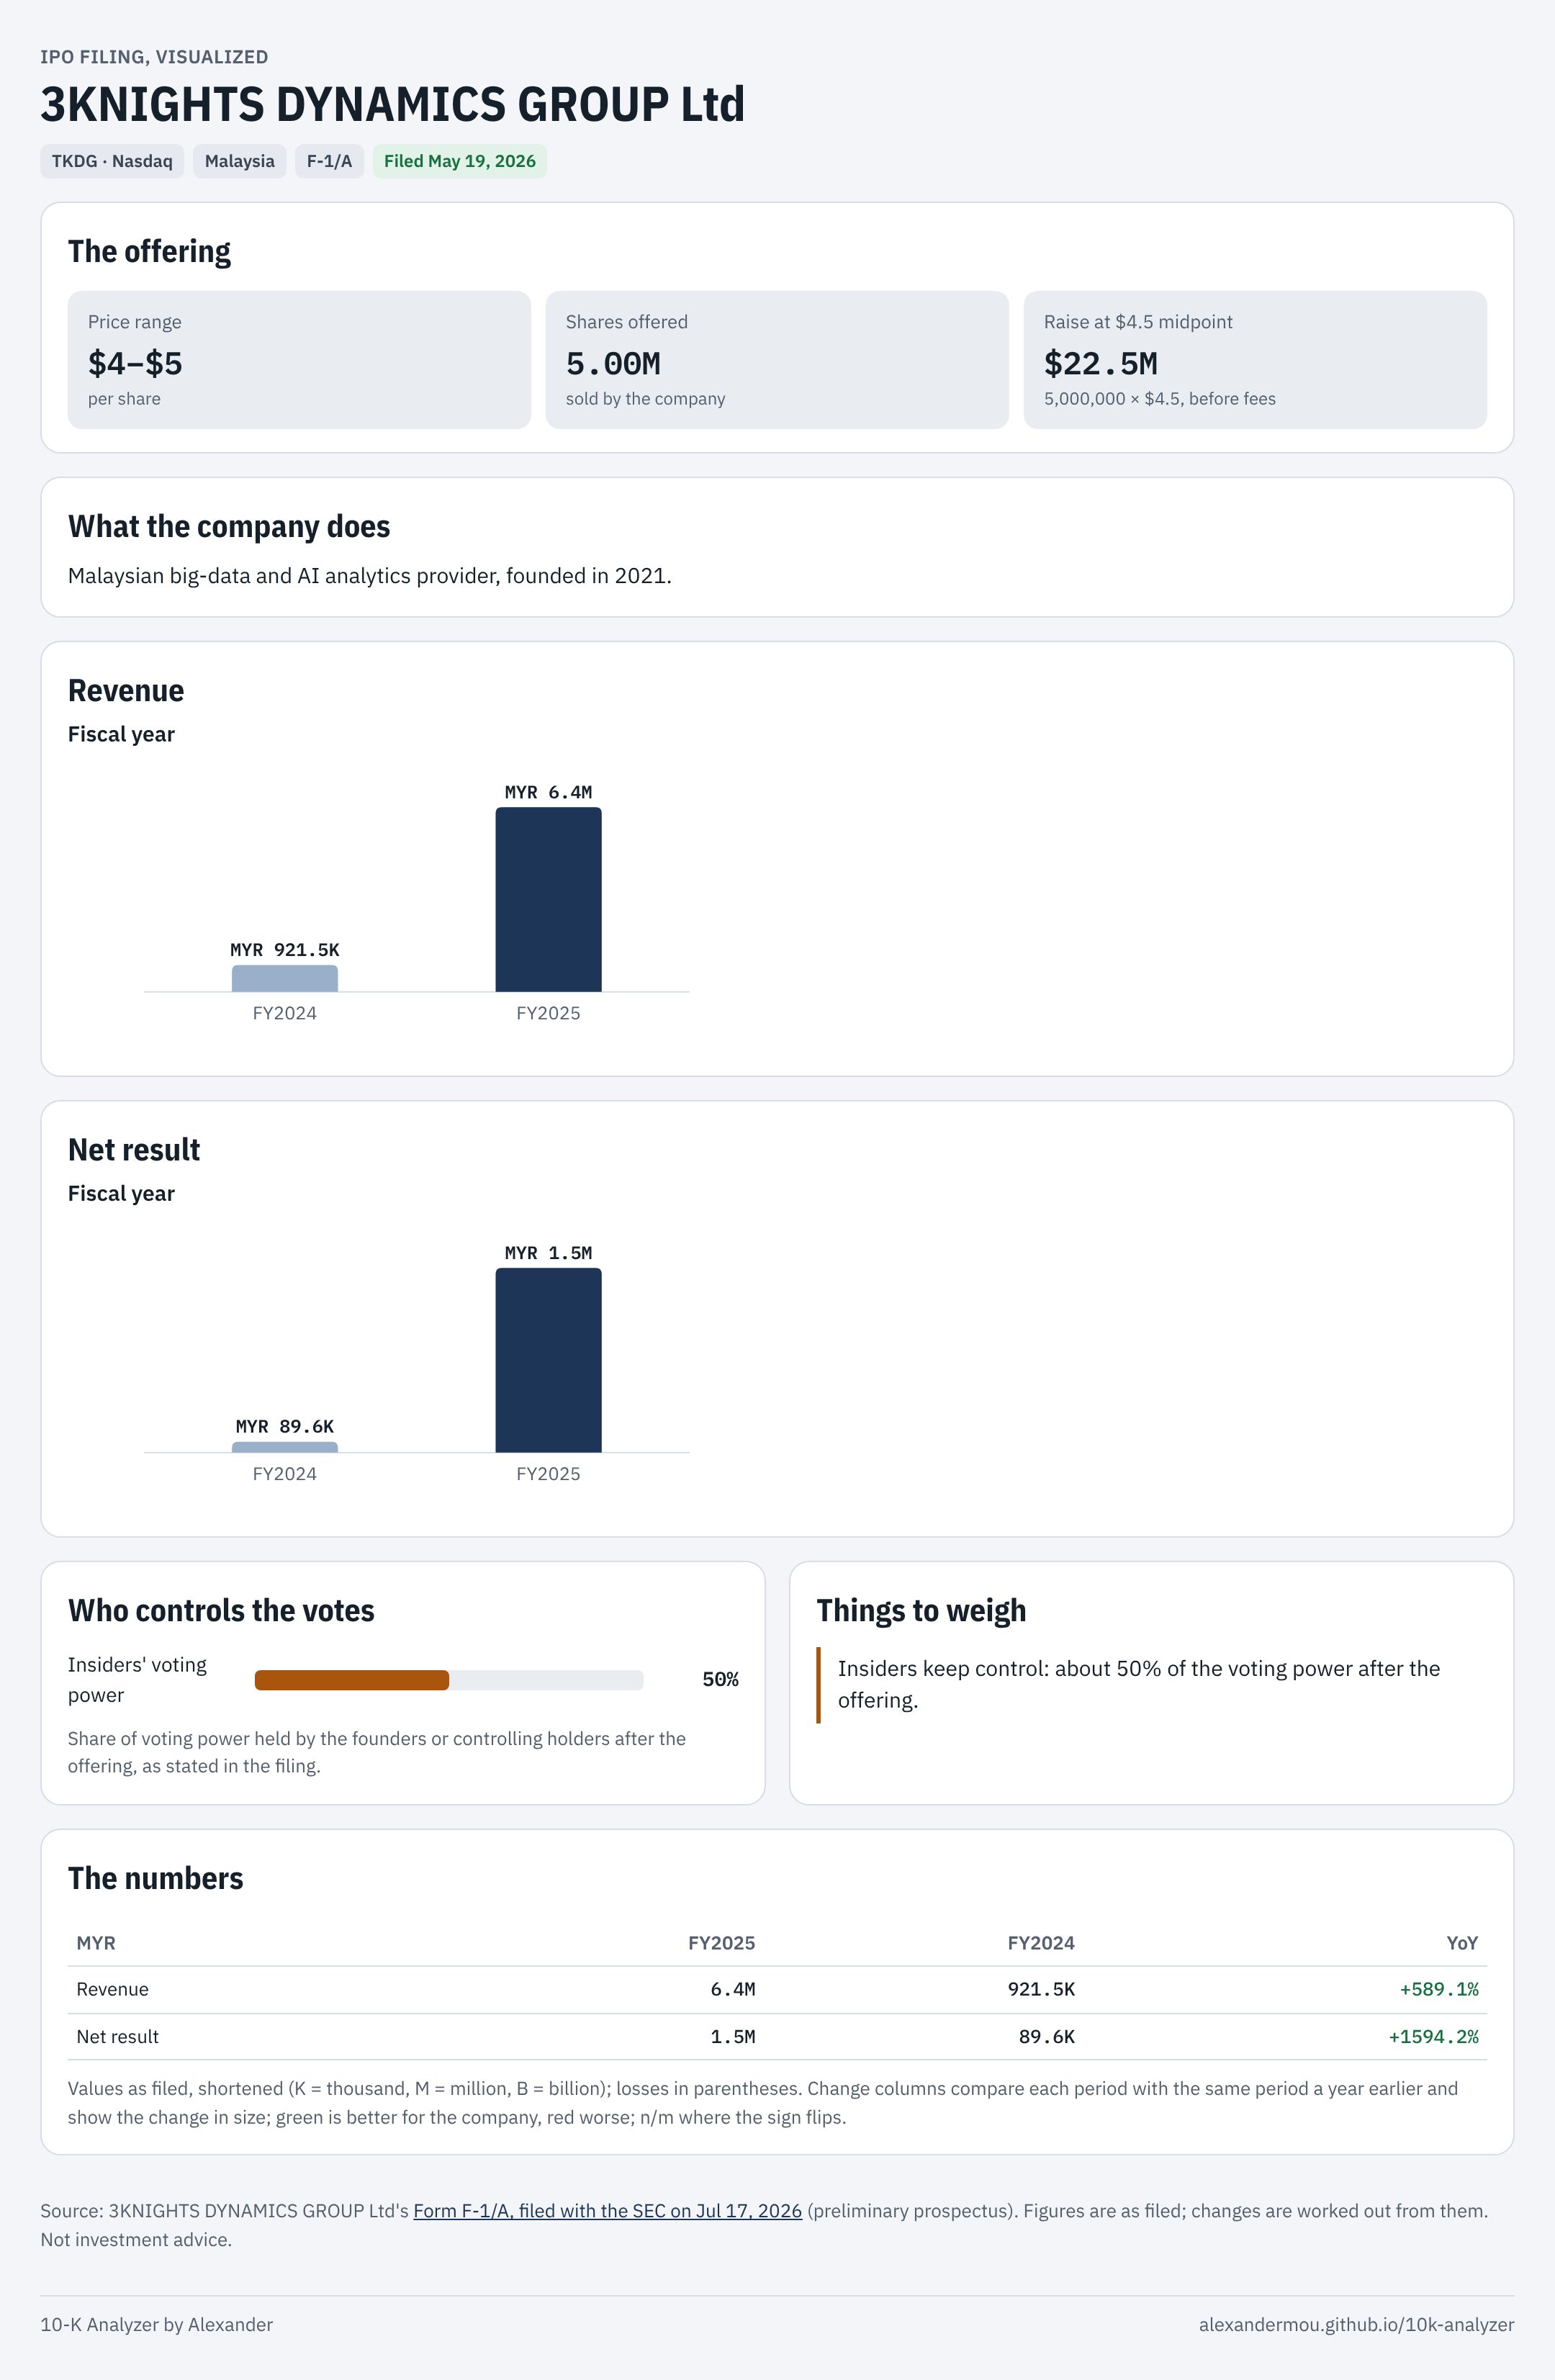 IPO FILING, VISUALIZED
3KNIGHTS DYNAMICS GROUP Ltd
TKDG · Nasdaq
Malaysia
F-1/A
Filed May 19, 2026
The offering
Price range
$4–$5
per share
Shares offered
5.00M
sold by the company
Raise at $4.5 midpoint
$22.5M
5,000,000 × $4.5, before fees
What the company does
Malaysian big-data and AI analytics provider, founded in 2021.
Revenue
Fiscal year
MYR 921.5K
MYR 6.4M
FY2024
FY2025
Net result
Fiscal year
MYR 89.6K
MYR 1.5M
FY2024
FY2025
Who controls the votes
Insiders' voting
power
50%
Share of voting power held by the founders or controlling holders after the
offering, as stated in the filing.
Things to weigh
Insiders keep control: about 50% of the voting power after the
offering.
The numbers
MYR FY2025 FY2024 YoY
Revenue 6.4M 921.5K +589.1%
Net result 1.5M 89.6K +1594.2%
Values as filed, shortened (K = thousand, M = million, B = billion); losses in parentheses. Change columns compare each period with the same period a year earlier and
show the change in size; green is better for the company, red worse; n/m where the sign flips.
Source: 3KNIGHTS DYNAMICS GROUP Ltd's Form F-1/A, filed with the SEC on Jul 17, 2026 (preliminary prospectus). Figures are as filed; changes are worked out from them.
Not investment advice.
10-K Analyzer by Alexander
alexandermou.github.io/10k-analyzer